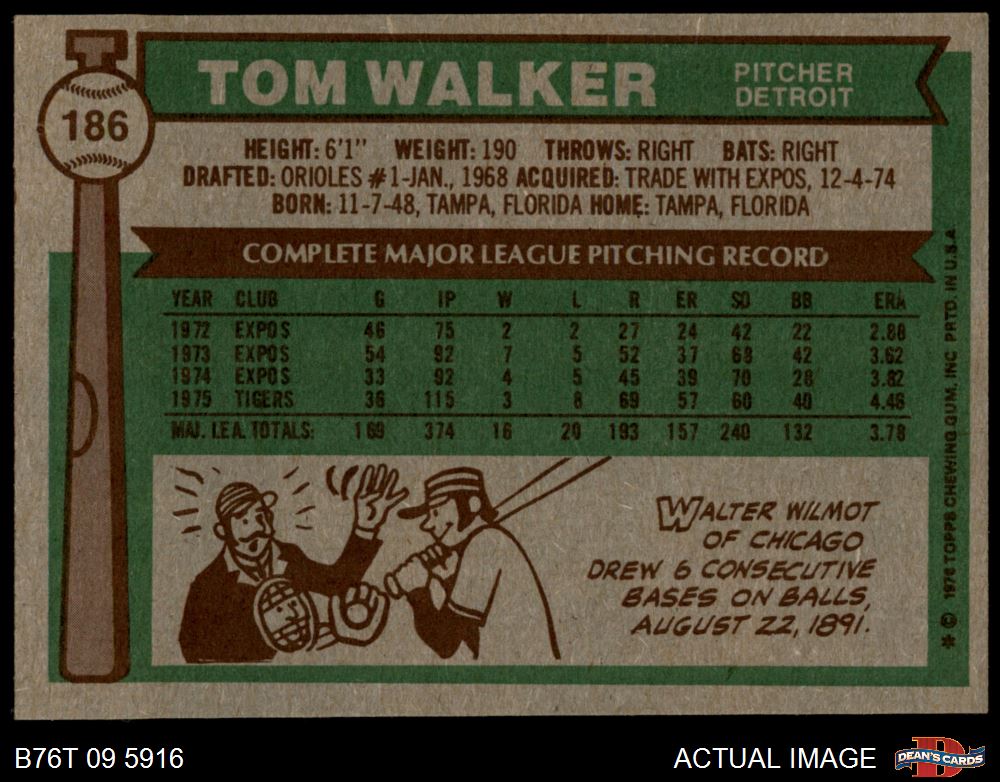 186
TOM WALKER
PITCHER
DETROIT
HEIGHT: 6'1" WEIGHT: 190 THROWS: RIGHT BATS: RIGHT
DRAFTED: ORIOLES #1-JAN., 1968 ACQUIRED: TRADE WITH EXPOS, 12-4-74
BORN: 11-7-48, TAMPA, FLORIDA HOME: TAMPA, FLORIDA
COMPLETE MAJOR LEAGUE PITCHING RECORD
YEAR CLUB G IP W L R ER SO BB ERA
1972 EXPOS 46 75 2 2 27 24 42 22 2.88
1973 EXPOS 54 92 7 5 52 37 68 42 3.62
1974 EXPOS 33 92 4 5 45 39 70 28 3.82
1975 TIGERS 36 115 3 8 69 57 60 40 4.46
MAJ. LEA. TOTALS: 169 374 16 20 193 157 240 132 3.78
WALTER WILMOT
OF CHICAGO
DREW 6 CONSECUTIVE
BASES ON BALLS,
AUGUST 22, 1891.
* © 1976 TOPPS CHEWING GUM, INC PRTD. IN U.S.A.
B76T 09 5916
ACTUAL IMAGE
D
DEAN'S CARDS